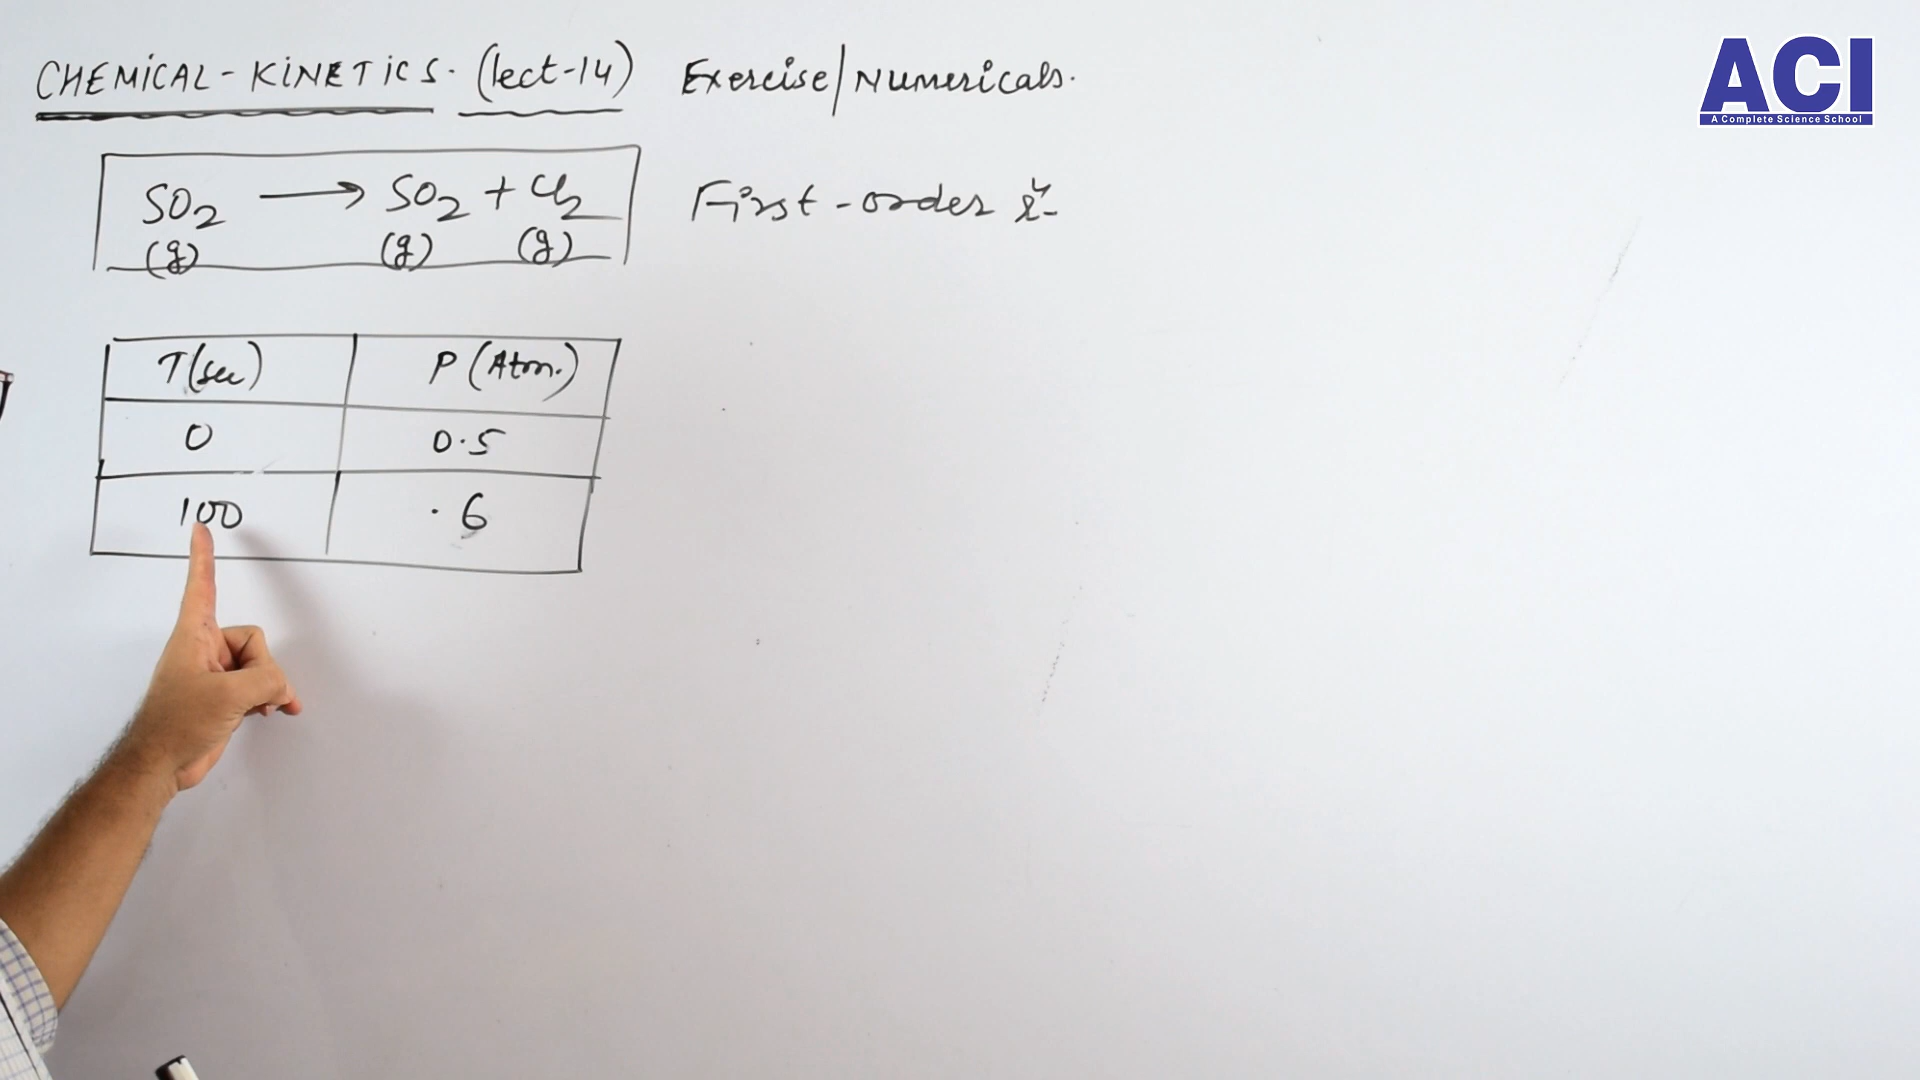 CHEMICAL-KINETICS. (lect-14) Exercise/Numericals.
ACI
A Complete Science School
SO2 → SO2 + Cl2 First-order
(g) (g) (g)
T(sec) P(Atm.)
0 0.5
100 .6